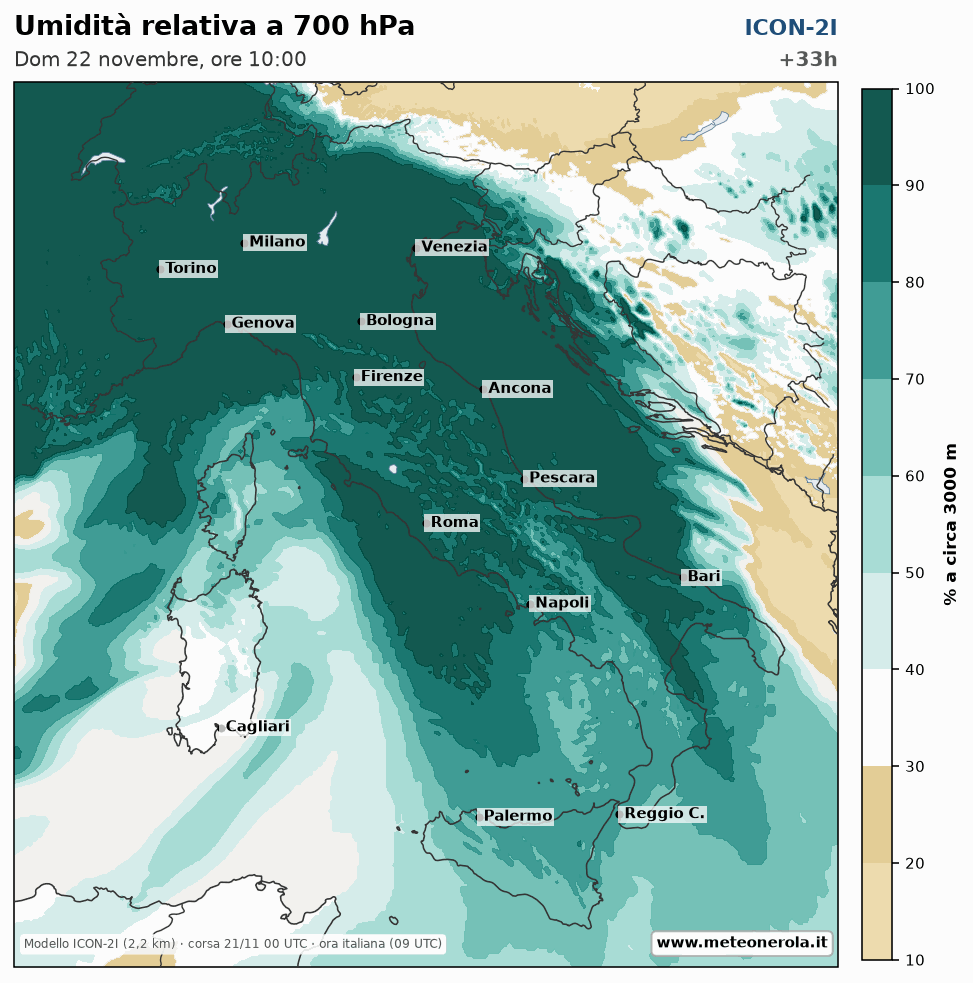 Umidità relativa a 700 hPa
ICON-2I
Dom 22 novembre, ore 10:00
+33h
100
90
80
70
60
50
40
30
20
10
% a circa 3000 m
Milano
Venezia
Torino
Genova
Bologna
Firenze
Ancona
Pescara
Roma
Bari
Napoli
Cagliari
Palermo
Reggio C.
Modello ICON-2I (2,2 km) · corsa 21/11 00 UTC · ora italiana (09 UTC)
www.meteonerola.it